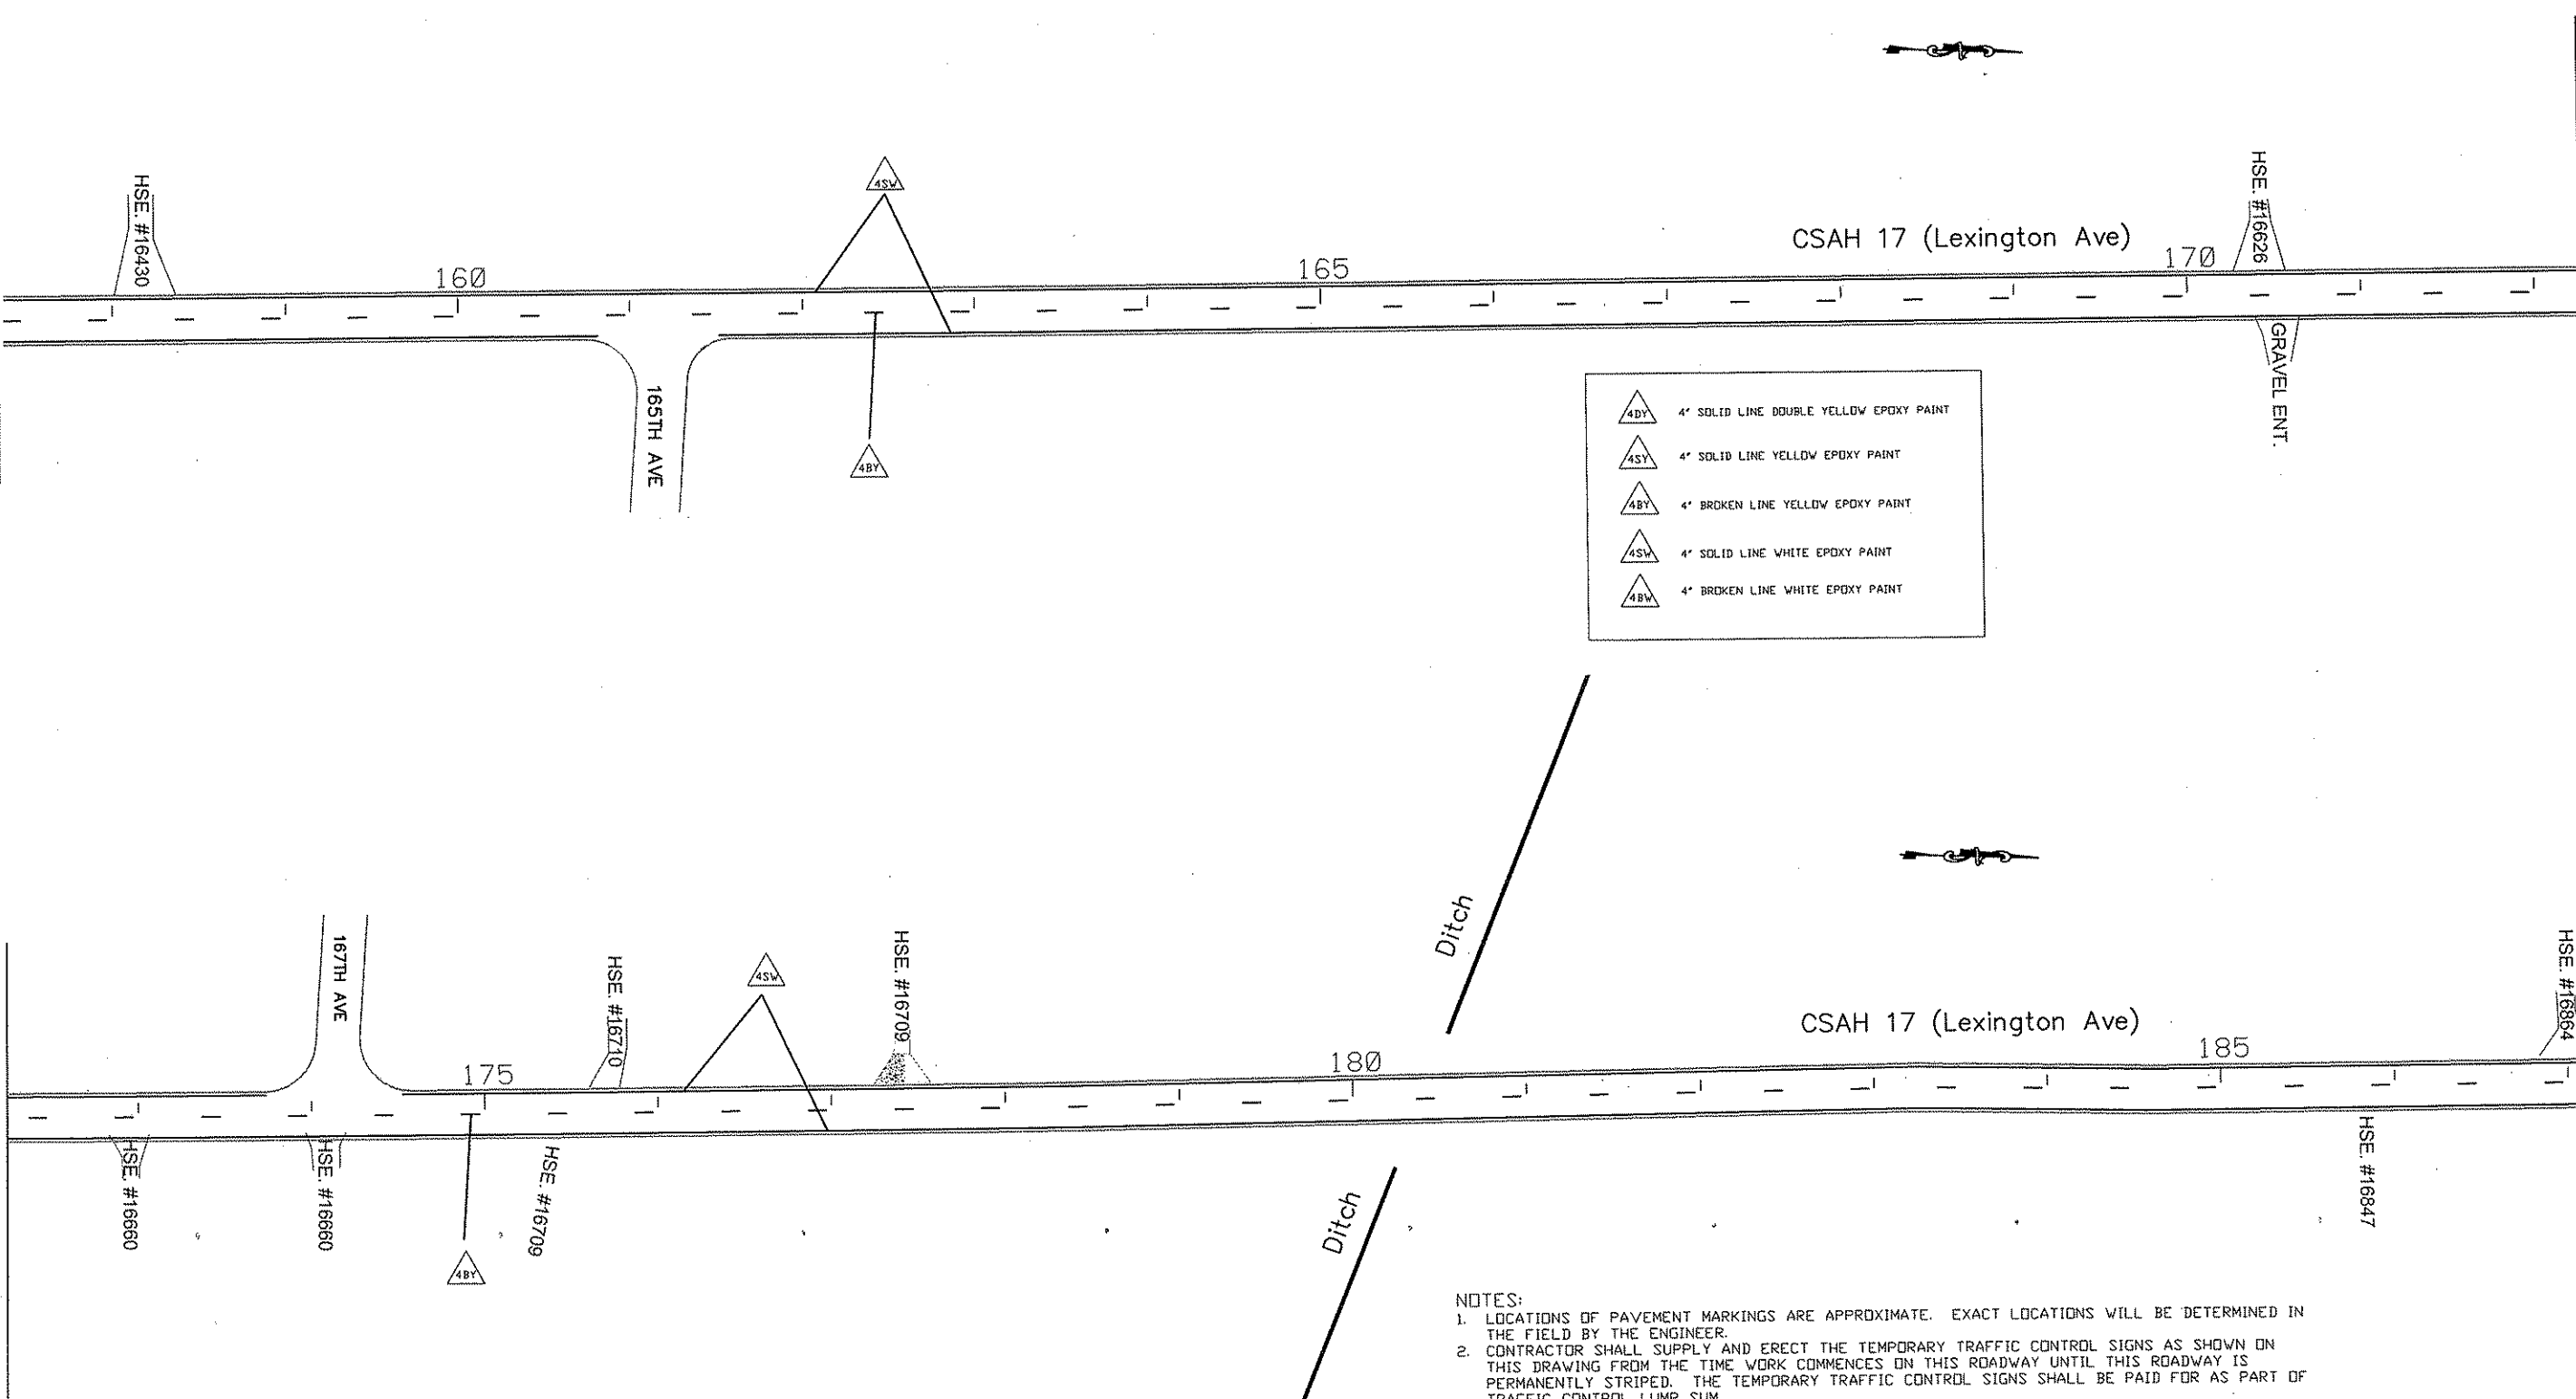 HSE. #16430
160
4SW
165
CSAH 17 (Lexington Ave)
170
HSE. #16626
165TH AVE
4BY
GRAVEL ENT.
4DY 4" SOLID LINE DOUBLE YELLOW EPOXY PAINT
4SY 4" SOLID LINE YELLOW EPOXY PAINT
4BY 4" BROKEN LINE YELLOW EPOXY PAINT
4SW 4" SOLID LINE WHITE EPOXY PAINT
4BW 4" BROKEN LINE WHITE EPOXY PAINT
Ditch
167TH AVE
175
HSE. #16710
4SW
HSE. #16709
180
CSAH 17 (Lexington Ave)
185
HSE. #16864
HSE. #16660
HSE. #16660
4BY
HSE. #16709
Ditch
HSE. #16847
NOTES:
1. LOCATIONS OF PAVEMENT MARKINGS ARE APPROXIMATE. EXACT LOCATIONS WILL BE DETERMINED IN
THE FIELD BY THE ENGINEER.
2. CONTRACTOR SHALL SUPPLY AND ERECT THE TEMPORARY TRAFFIC CONTROL SIGNS AS SHOWN ON
THIS DRAWING FROM THE TIME WORK COMMENCES ON THIS ROADWAY UNTIL THIS ROADWAY IS
PERMANENTLY STRIPED. THE TEMPORARY TRAFFIC CONTROL SIGNS SHALL BE PAID FOR AS PART OF
TRAFFIC CONTROL LUMP SUM